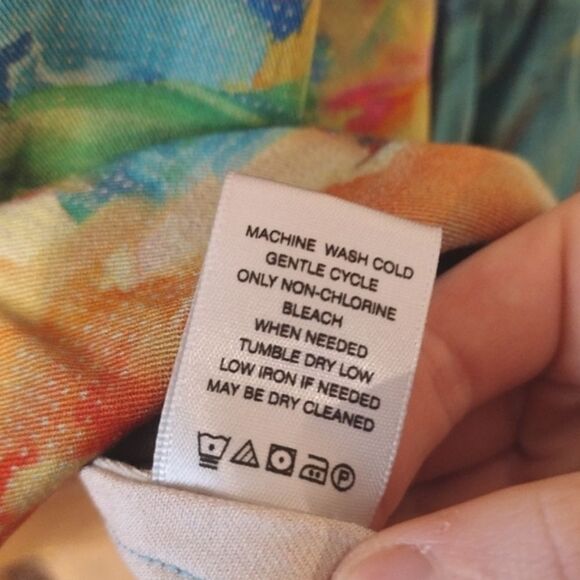 MACHINE WASH COLD
GENTLE CYCLE
ONLY NON-CHLORINE
BLEACH
WHEN NEEDED
TUMBLE DRY LOW
LOW IRON IF NEEDED
MAY BE DRY CLEANED
P